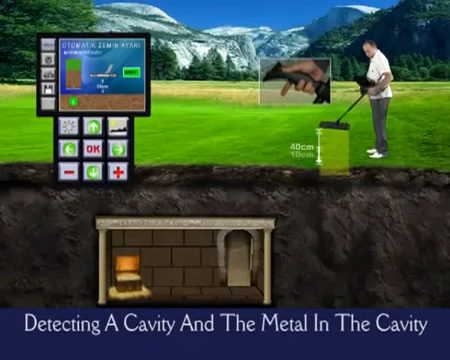 OTOMATİK ZEMİN AYARI
40cm
10cm
OK
Detecting A Cavity And The Metal In The Cavity